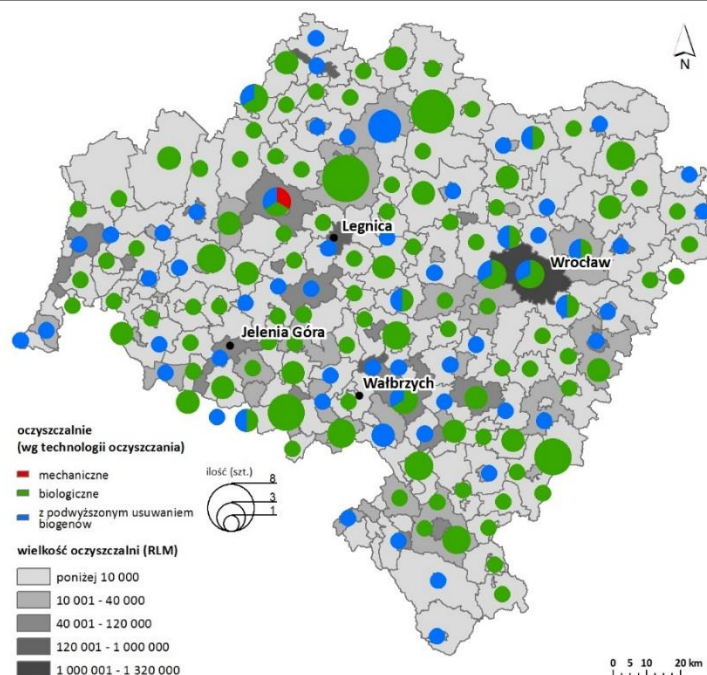 N
Legnica
Wrocław
Jelenia Góra
Wałbrzych
oczyszczalnie
(wg technologii oczyszczania)
mechaniczne
biologiczne
z podwyższonym usuwaniem
biogenów
ilość (szt.)
8
3
1
wielkość oczyszczalni (RLM)
poniżej 10 000
10 001 - 40 000
40 001 - 120 000
120 001 - 1 000 000
1 000 001 - 1 320 000
0 5 10 20 km